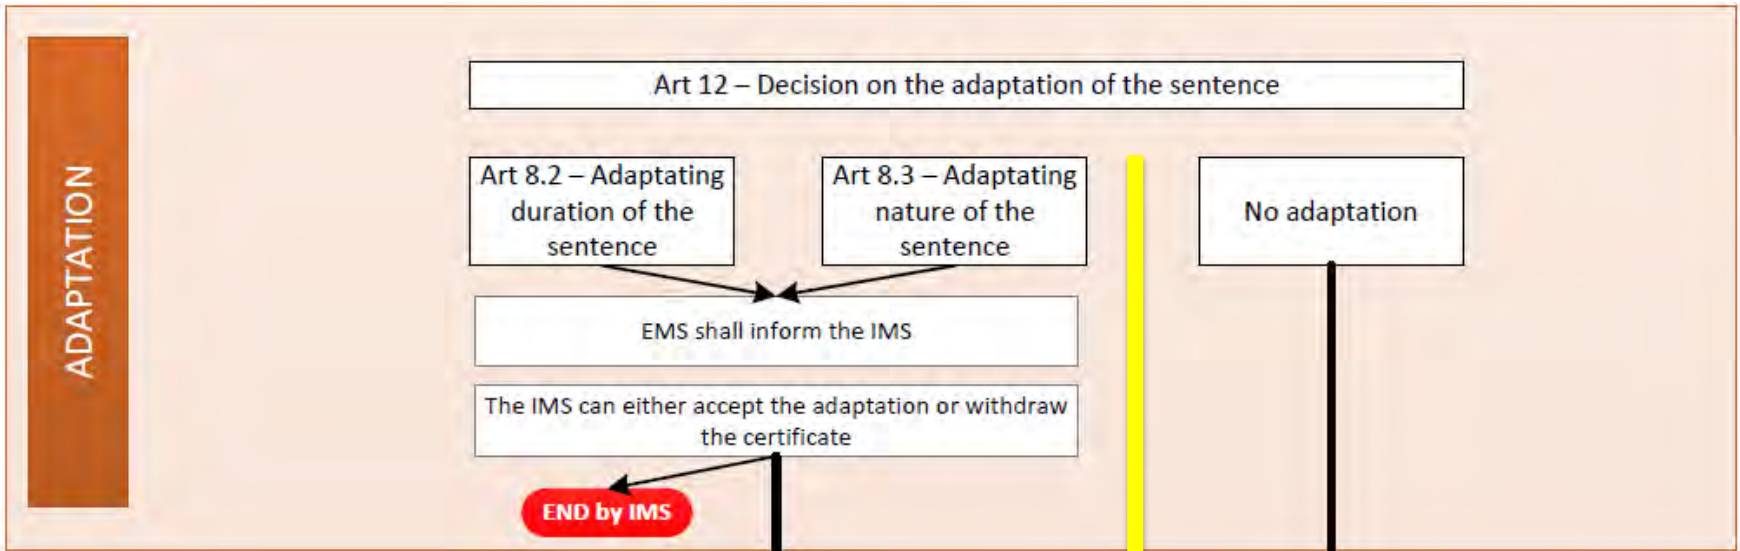 ADAPTATION
Art 12 – Decision on the adaptation of the sentence
Art 8.2 – Adaptating
duration of the
sentence
Art 8.3 – Adaptating
nature of the
sentence
No adaptation
EMS shall inform the IMS
The IMS can either accept the adaptation or withdraw
the certificate
END by IMS